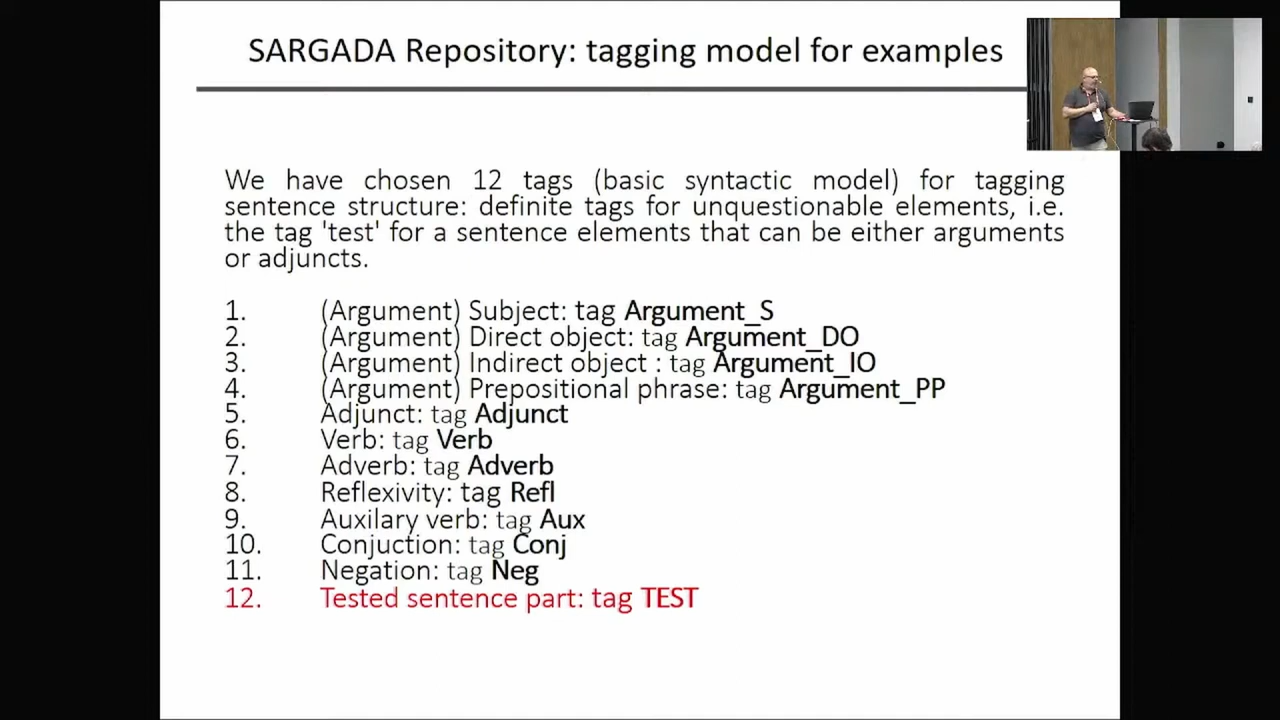 SARGADA Repository: tagging model for examples
We have chosen 12 tags (basic syntactic model) for tagging
sentence structure: definite tags for unquestionable elements, i.e.
the tag 'test' for a sentence elements that can be either arguments
or adjuncts.
1. (Argument) Subject: tag Argument_S
2. (Argument) Direct object: tag Argument_DO
3. (Argument) Indirect object : tag Argument_IO
4. (Argument) Prepositional phrase: tag Argument_PP
5. Adjunct: tag Adjunct
6. Verb: tag Verb
7. Adverb: tag Adverb
8. Reflexivity: tag Refl
9. Auxilary verb: tag Aux
10. Conjuction: tag Conj
11. Negation: tag Neg
12. Tested sentence part: tag TEST